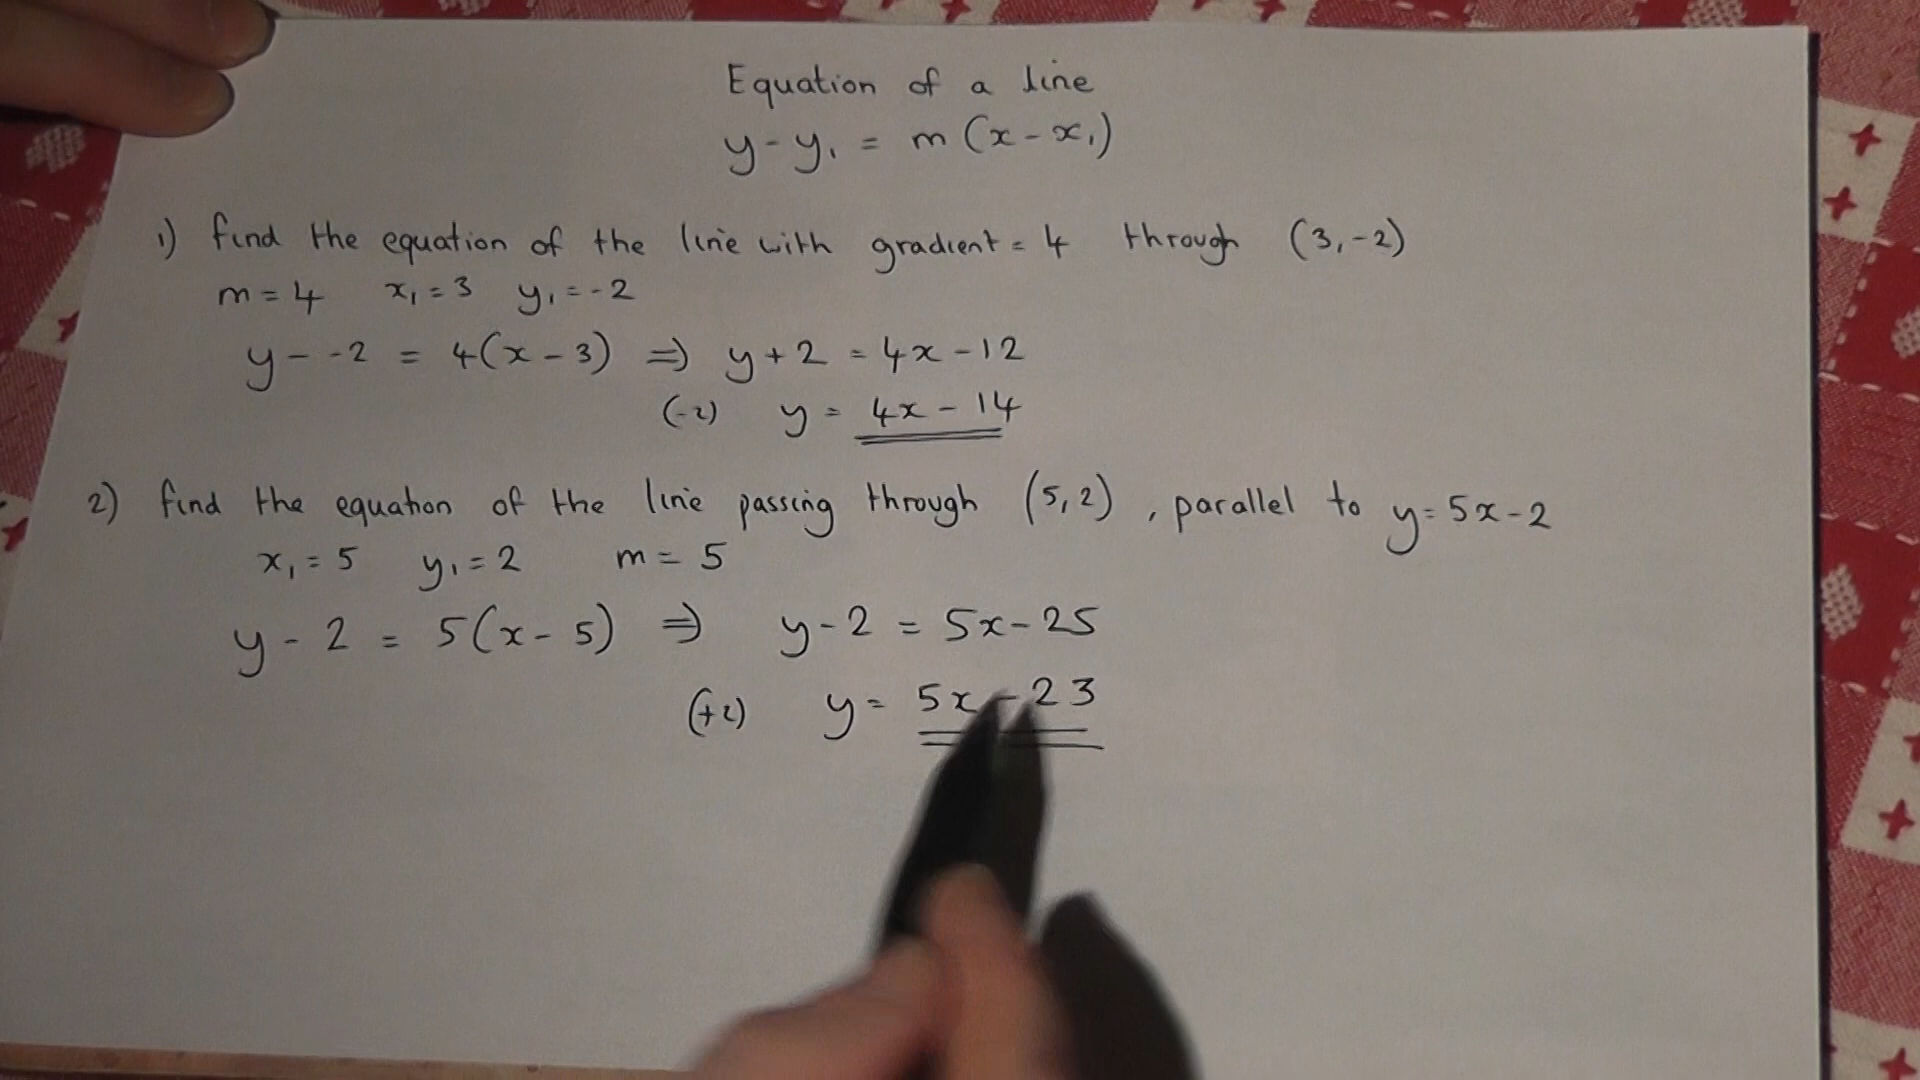 Equation of a line
y - y₁ = m (x - x₁)
1) find the equation of the line with gradient = 4 through (3, -2)
m = 4 x₁ = 3 y₁ = -2
y - -2 = 4(x - 3) ⇒ y + 2 = 4x - 12
(-2) y = 4x - 14
2) find the equation of the line passing through (5, 2), parallel to y = 5x - 2
x₁ = 5 y₁ = 2 m = 5
y - 2 = 5(x - 5) ⇒ y - 2 = 5x - 25
(+2) y = 5x - 23